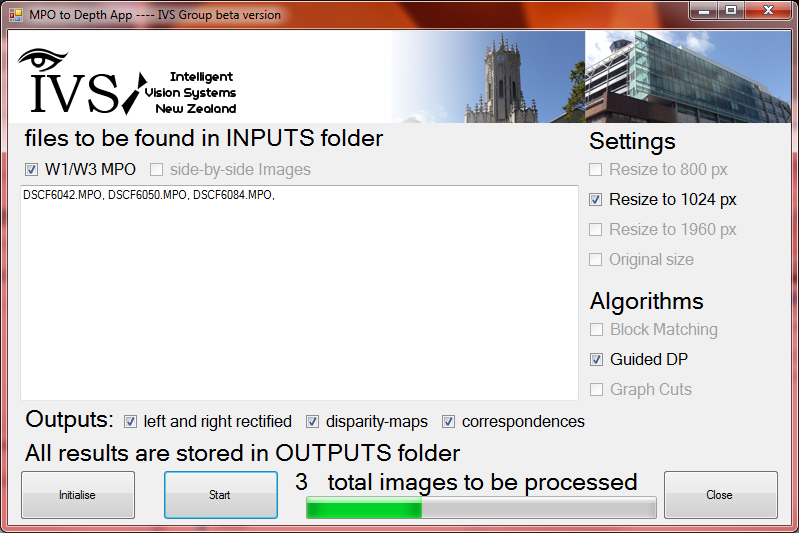 MPO to Depth App ---- IVS Group beta version
IVS
Intelligent
Vision Systems
New Zealand
files to be found in INPUTS folder
W1/W3 MPO side-by-side Images
DSCF6042.MPO, DSCF6050.MPO, DSCF6084.MPO,
Settings
Resize to 800 px
Resize to 1024 px
Resize to 1960 px
Original size
Algorithms
Block Matching
Guided DP
Graph Cuts
Outputs: left and right rectified disparity-maps correspondences
All results are stored in OUTPUTS folder
3 total images to be processed
Initialise Start Close